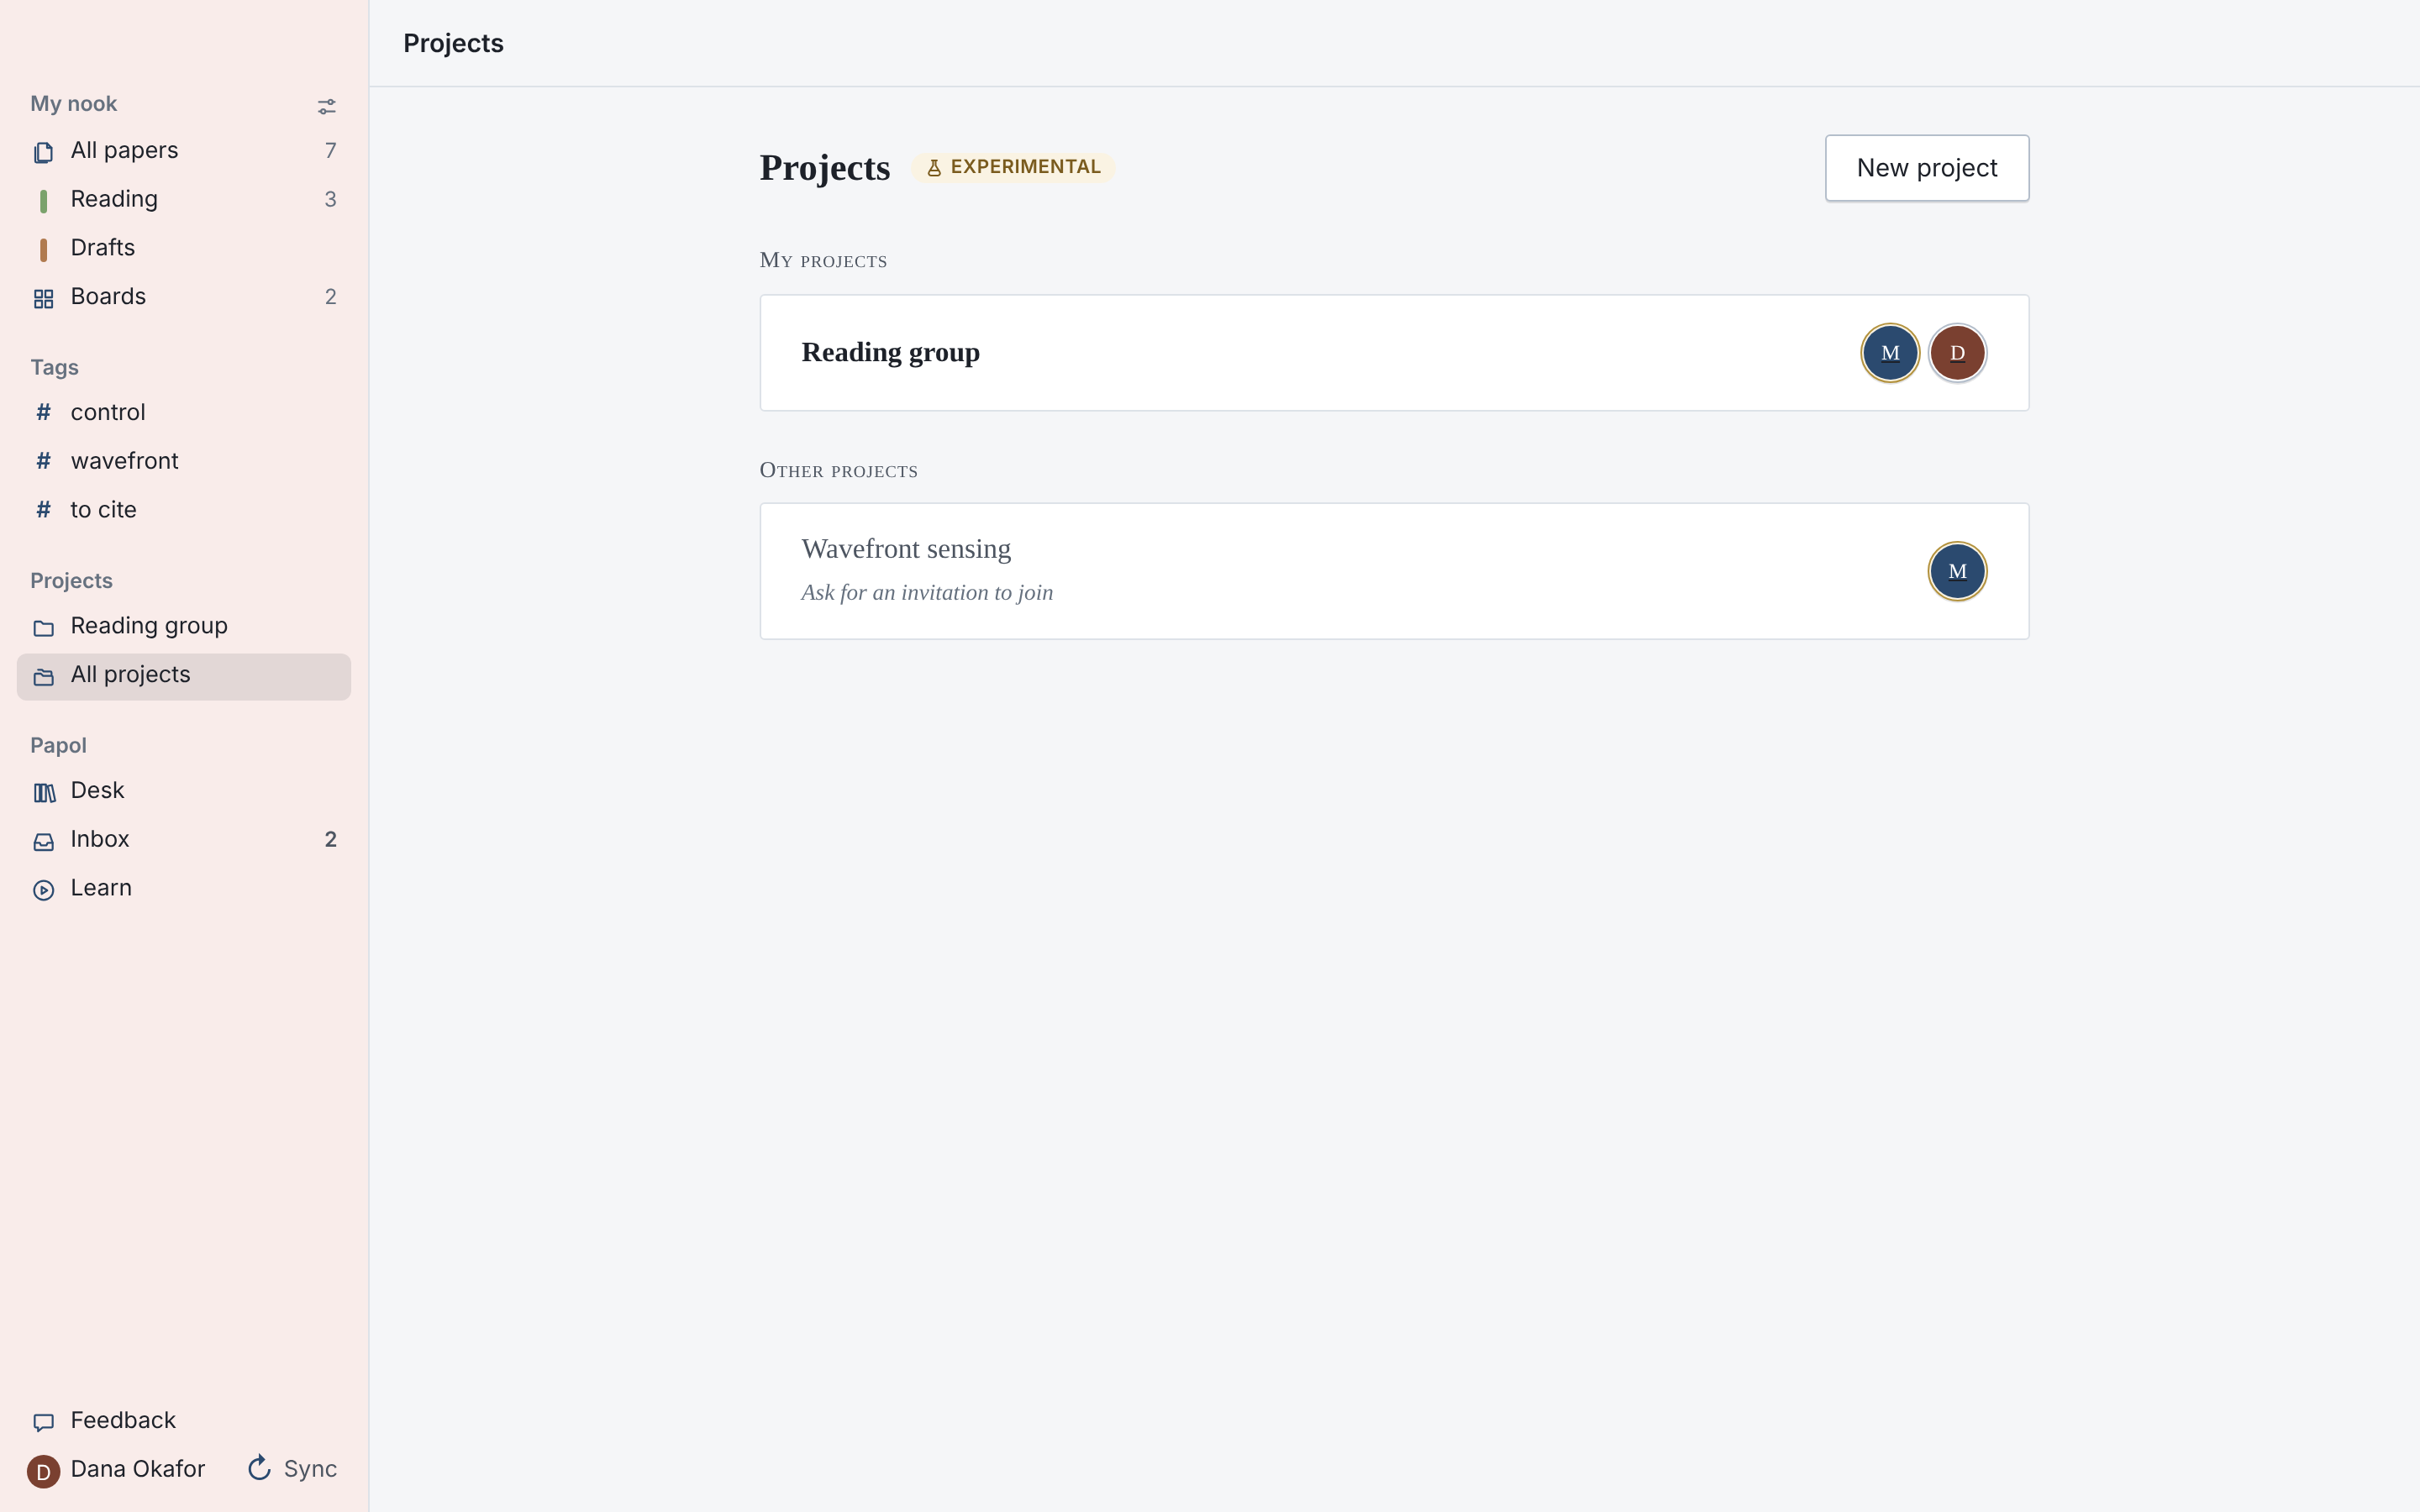 Projects
My nook
All papers 7
Reading 3
Drafts
Boards 2
Tags
# control
# wavefront
# to cite
Projects
Reading group
All projects
Papol
Desk
Inbox 2
Learn
Feedback
D Dana Okafor Sync
Projects EXPERIMENTAL New project
My projects
Reading group M D
Other projects
Wavefront sensing
Ask for an invitation to join
M